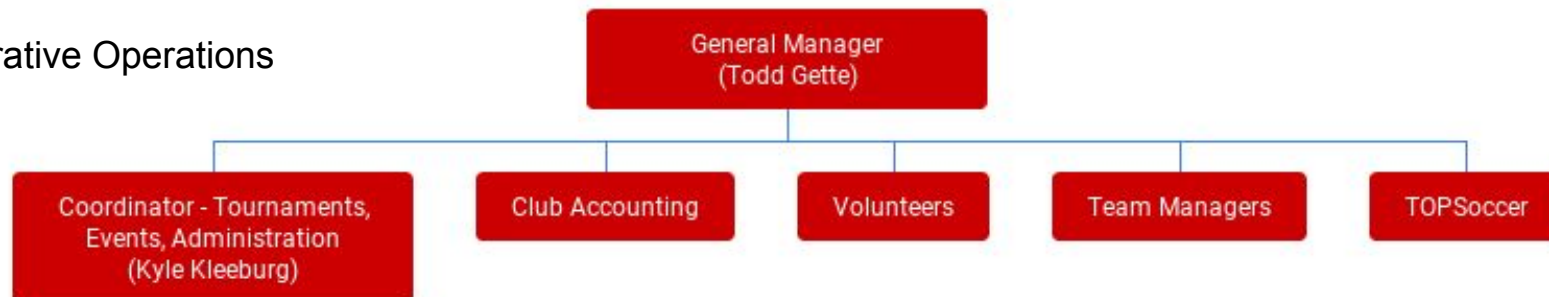 rative Operations
General Manager
(Todd Gette)
Coordinator - Tournaments,
Events, Administration
(Kyle Kleeburg)
Club Accounting
Volunteers
Team Managers
TOPSoccer